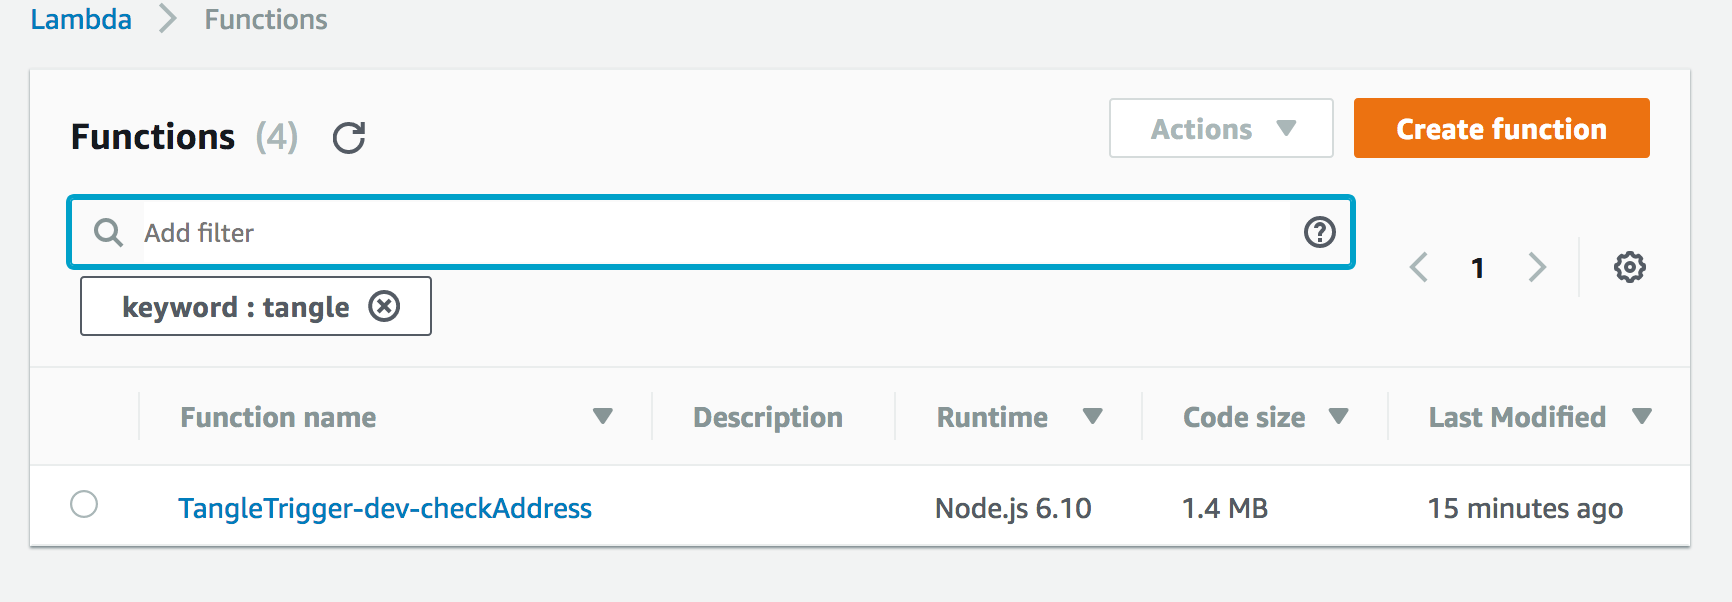 Lambda > Functions
Functions (4)
Actions
Create function
Add filter
1
keyword : tangle
Function name Description Runtime Code size Last Modified
TangleTrigger-dev-checkAddress Node.js 6.10 1.4 MB 15 minutes ago